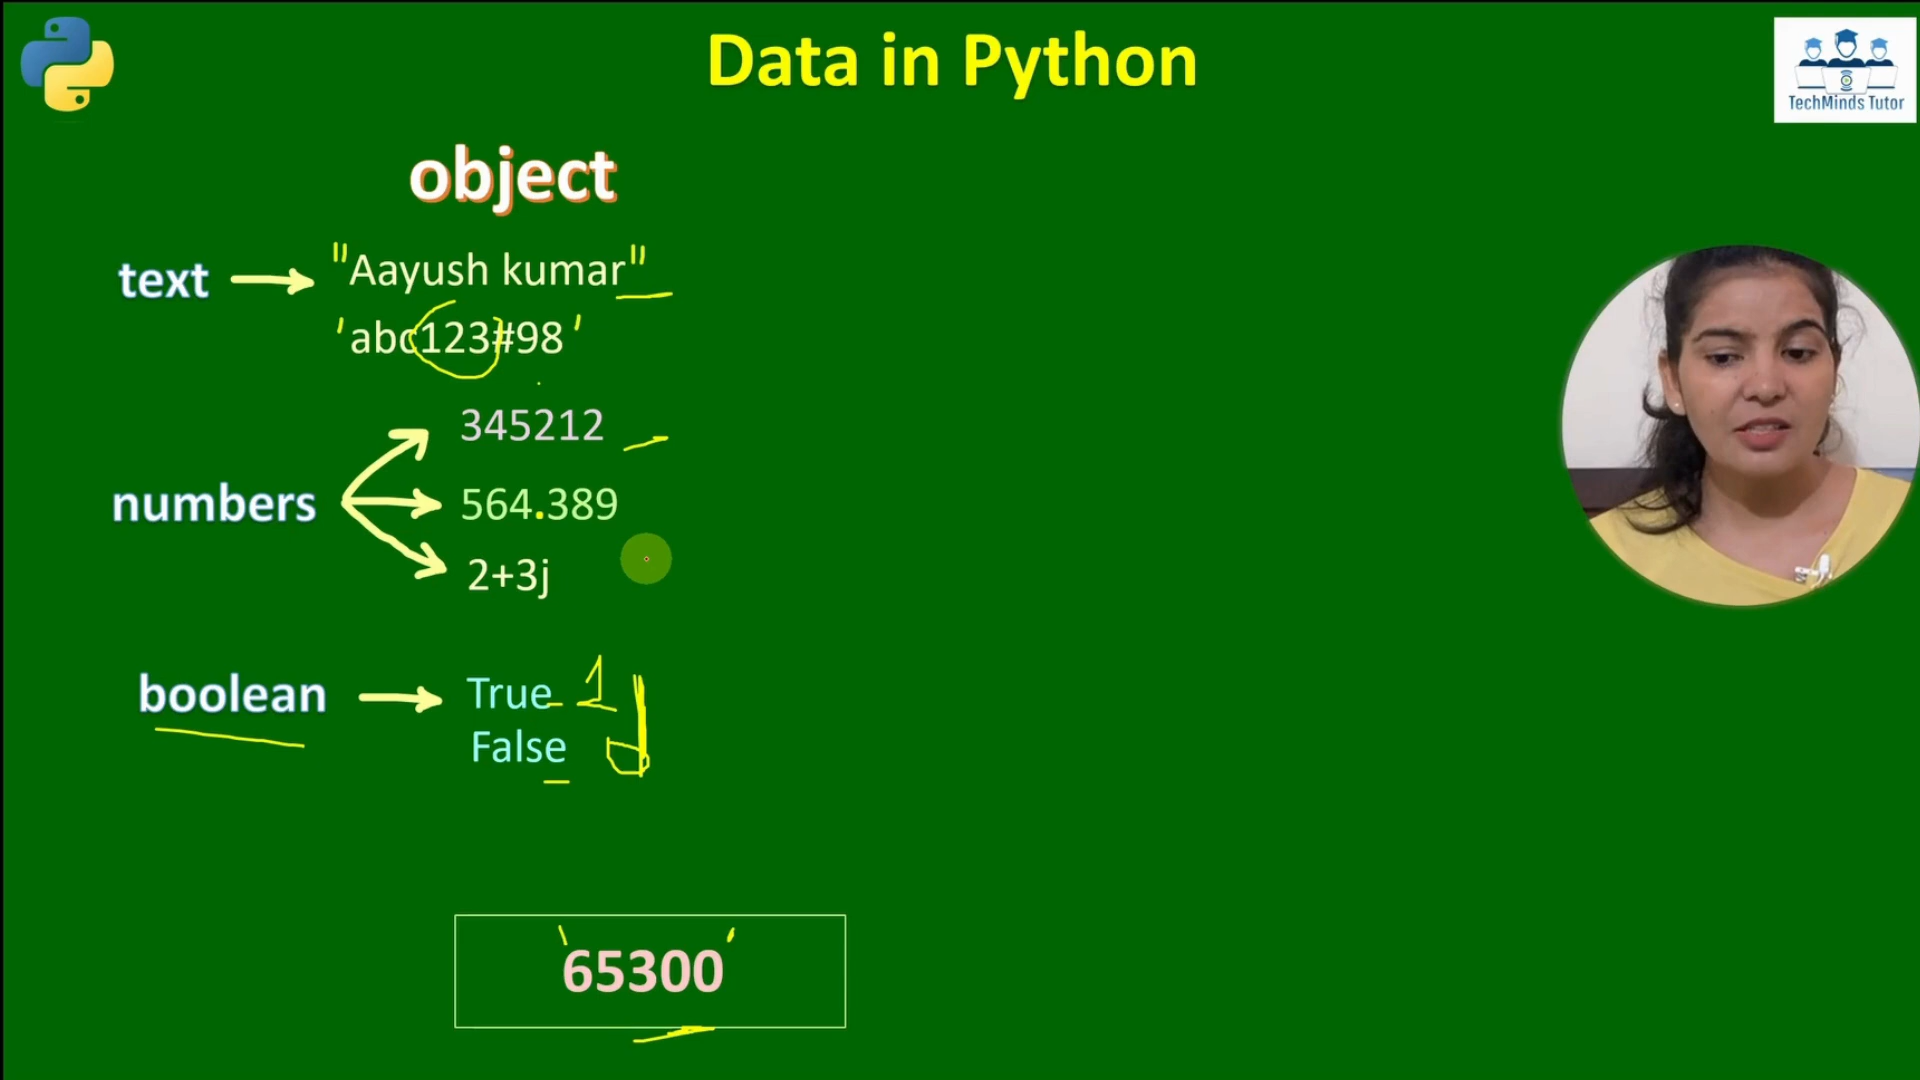 Data in Python
TechMinds Tutor
object
text "Aayush kumar"
'abc123#98'
345212
numbers 564.389
2+3j
boolean True 1
False
'65300'